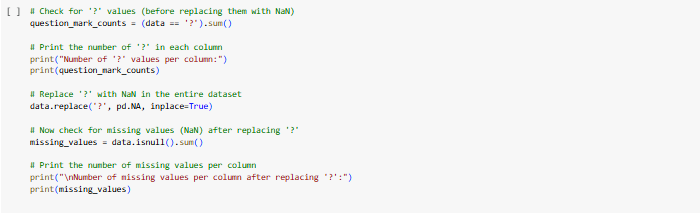 [ ] # Check for '?' values (before replacing them with NaN)
question_mark_counts = (data == '?').sum()
# Print the number of '?' in each column
print("Number of '?' values per column:")
print(question_mark_counts)
# Replace '?' with NaN in the entire dataset
data.replace('?', pd.NA, inplace=True)
# Now check for missing values (NaN) after replacing '?'
missing_values = data.isnull().sum()
# Print the number of missing values per column
print("\nNumber of missing values per column after replacing '?':")
print(missing_values)